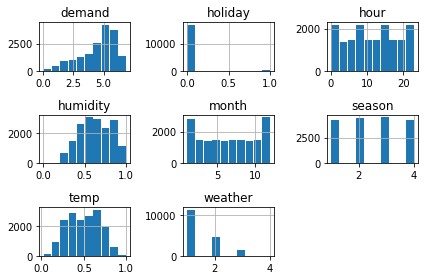 demand
holiday
hour
5000
2500
0
0.0 2.5 5.0
10000
0
0.0 0.5 1.0
2000
0
0 10 20
humidity
month
season
2000
0
0.0 0.5 1.0
2000
0
5 10
2500
0
2 4
temp
weather
2000
0
0.0 0.5 1.0
10000
0
2 4